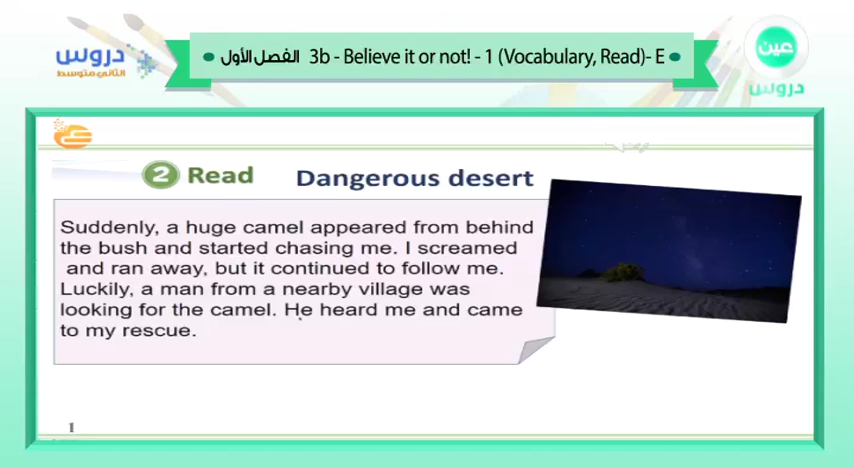 دروس
الثاني متوسط
3b - Believe it or not! - 1 (Vocabulary, Read)- E الفصل الأول
عين
دروس
2 Read
Dangerous desert
Suddenly, a huge camel appeared from behind
the bush and started chasing me. I screamed
and ran away, but it continued to follow me.
Luckily, a man from a nearby village was
looking for the camel. He heard me and came
to my rescue.
1